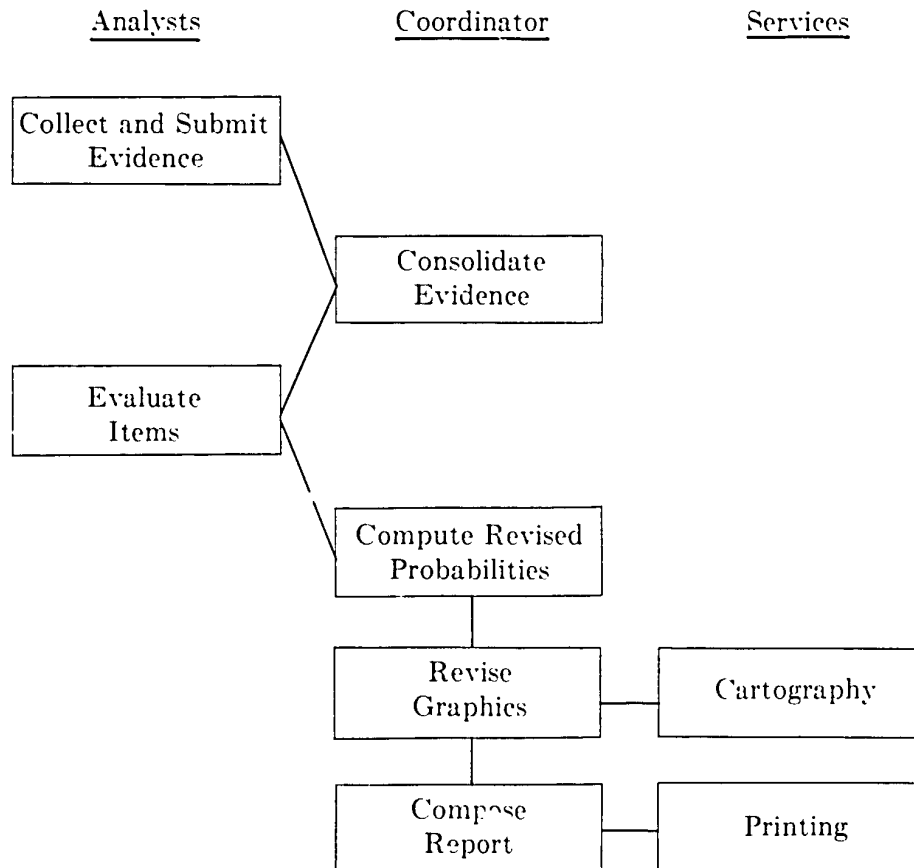 Analysts Coordinator Services
Collect and Submit
Evidence
Consolidate
Evidence
Evaluate
Items
Compute Revised
Probabilities
Revise
Graphics
Cartography
Compose
Report
Printing